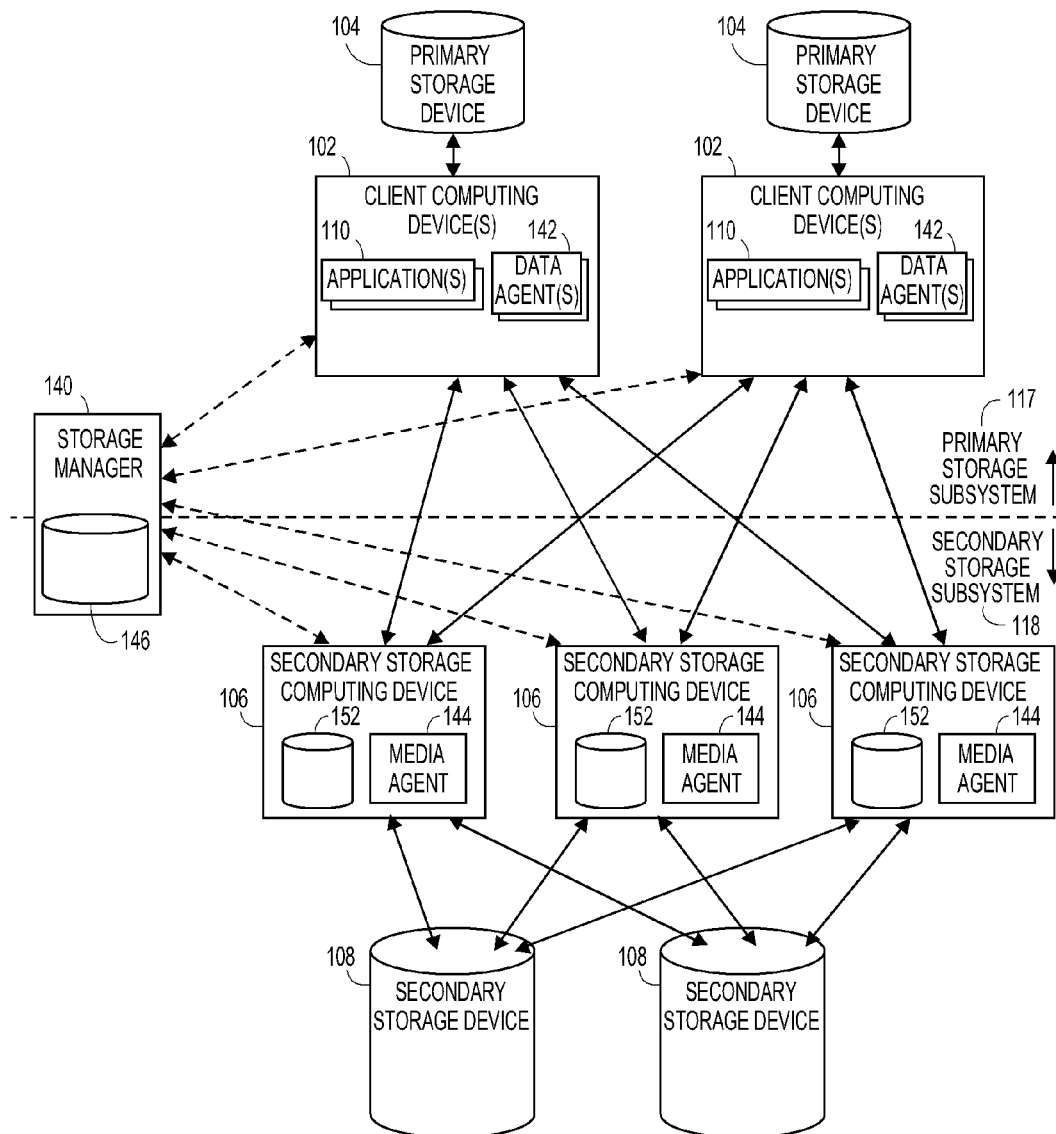 104
PRIMARY
STORAGE
DEVICE
104
PRIMARY
STORAGE
DEVICE
102
CLIENT COMPUTING
DEVICE(S)
110
142
APPLICATION(S)
DATA
AGENT(S)
102
CLIENT COMPUTING
DEVICE(S)
110
142
APPLICATION(S)
DATA
AGENT(S)
140
STORAGE
MANAGER
146
117
PRIMARY
STORAGE
SUBSYSTEM
SECONDARY
STORAGE
SUBSYSTEM
118
SECONDARY STORAGE
COMPUTING DEVICE
106
152
144
MEDIA
AGENT
SECONDARY STORAGE
COMPUTING DEVICE
106
152
144
MEDIA
AGENT
SECONDARY STORAGE
COMPUTING DEVICE
106
152
144
MEDIA
AGENT
108
SECONDARY
STORAGE DEVICE
108
SECONDARY
STORAGE DEVICE